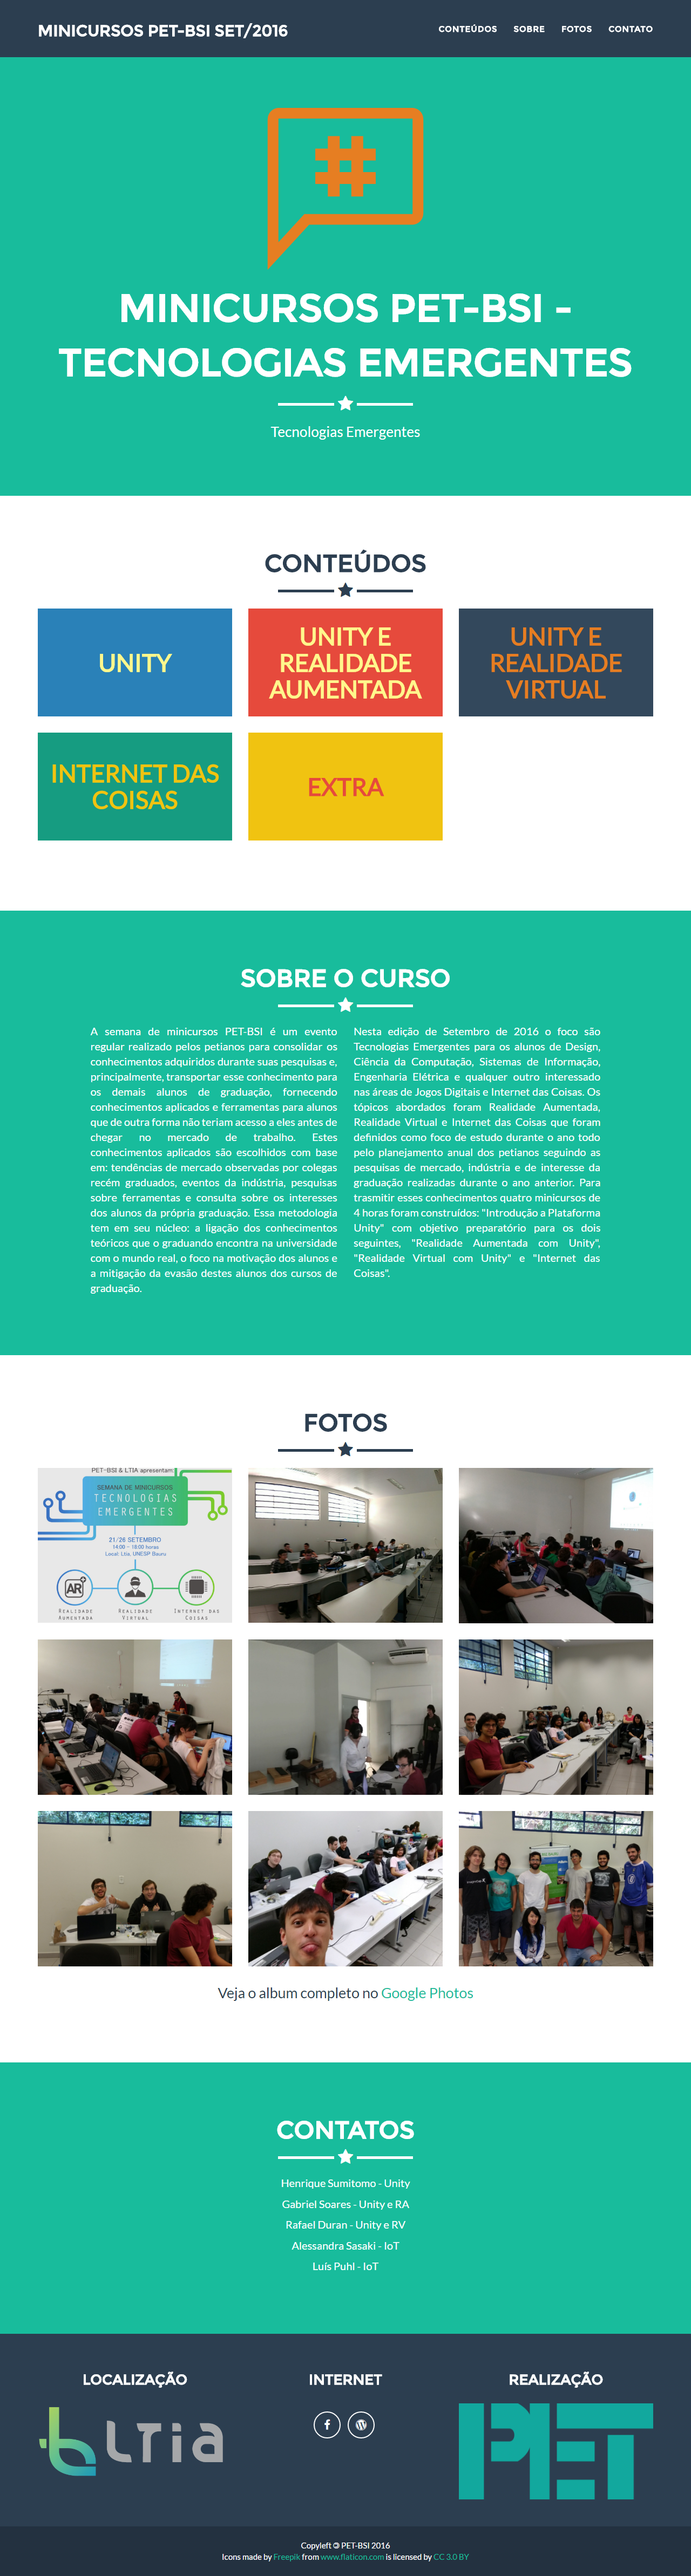 MINICURSOS PET-BSI SET/2016
CONTEÚDOS SOBRE FOTOS CONTATO
#
MINICURSOS PET-BSI -
TECNOLOGIAS EMERGENTES
Tecnologias Emergentes
CONTEÚDOS
UNITY
UNITY E
REALIDADE
AUMENTADA
UNITY E
REALIDADE
VIRTUAL
INTERNET DAS
COISAS
EXTRA
SOBRE O CURSO
A semana de minicursos PET-BSI é um evento
regular realizado pelos petianos para consolidar os
conhecimentos adquiridos durante suas pesquisas e,
principalmente, transportar esse conhecimento para
os demais alunos de graduação, fornecendo
conhecimentos aplicados e ferramentas para alunos
que de outra forma não teriam acesso a eles antes de
chegar no mercado de trabalho. Estes
conhecimentos aplicados são escolhidos com base
em: tendências de mercado observadas por colegas
recém graduados, eventos da indústria, pesquisas
sobre ferramentas e consulta sobre os interesses
dos alunos da própria graduação. Essa metodologia
tem em seu núcleo: a ligação dos conhecimentos
teóricos que o graduando encontra na universidade
com o mundo real, o foco na motivação dos alunos e
a mitigação da evasão destes alunos dos cursos de
graduação.
Nesta edição de Setembro de 2016 o foco são
Tecnologias Emergentes para os alunos de Design,
Ciência da Computação, Sistemas de Informação,
Engenharia Elétrica e qualquer outro interessado
nas áreas de Jogos Digitais e Internet das Coisas. Os
tópicos abordados foram Realidade Aumentada,
Realidade Virtual e Internet das Coisas que foram
definidos como foco de estudo durante o ano todo
pelo planejamento anual dos petianos seguindo as
pesquisas de mercado, indústria e de interesse da
graduação realizadas durante o ano anterior. Para
trasmitir esses conhecimentos quatro minicursos de
4 horas foram construídos: "Introdução a Plataforma
Unity" com objetivo preparatório para os dois
seguintes, "Realidade Aumentada com Unity",
"Realidade Virtual com Unity" e "Internet das
Coisas".
FOTOS
PET-BSI & LTIA apresentam:
SEMANA DE MINICURSOS
TECNOLOGIAS
EMERGENTES
21/26 SETEMBRO
14:00 - 18:00 horas
Local: Ltia, UNESP Bauru
AR
REALIDADE
AUMENTADA
REALIDADE
VIRTUAL
INTERNET DAS
COISAS
Veja o album completo no Google Photos
CONTATOS
Henrique Sumitomo - Unity
Gabriel Soares - Unity e RA
Rafael Duran - Unity e RV
Alessandra Sasaki - IoT
Luís Puhl - IoT
LOCALIZAÇÃO
Ltia
INTERNET
REALIZAÇÃO
PET
Copyleft 🄯 PET-BSI 2016
Icons made by Freepik from www.flaticon.com is licensed by CC 3.0 BY